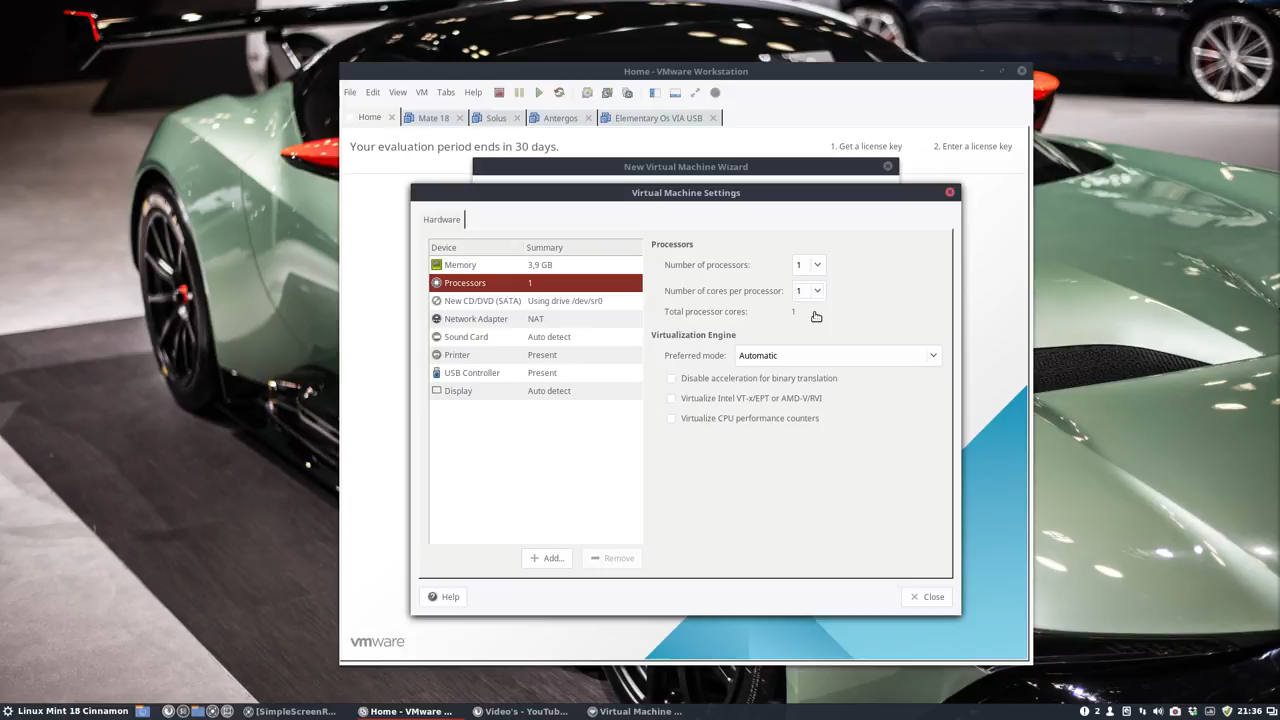 Home - VMware Workstation
File Edit View VM Tabs Help
Home Mate 18 Solus Antergos Elementary Os VIA USB
Your evaluation period ends in 30 days.
1. Get a license key 2. Enter a license key
New Virtual Machine Wizard
Virtual Machine Settings
Hardware
Device Summary
Memory 3,9 GB
Processors 1
New CD/DVD (SATA) Using drive /dev/sr0
Network Adapter NAT
Sound Card Auto detect
Printer Present
USB Controller Present
Display Auto detect
Add...
Remove
Processors
Number of processors: 1
Number of cores per processor: 1
Total processor cores: 1
Virtualization Engine
Preferred mode: Automatic
Disable acceleration for binary translation
Virtualize Intel VT-x/EPT or AMD-V/RVI
Virtualize CPU performance counters
Help
Close
vmware
Linux Mint 18 Cinnamon [SimpleScreenR... Home - VMware ... Video's - YouTub... Virtual Machine ... 2 21:36